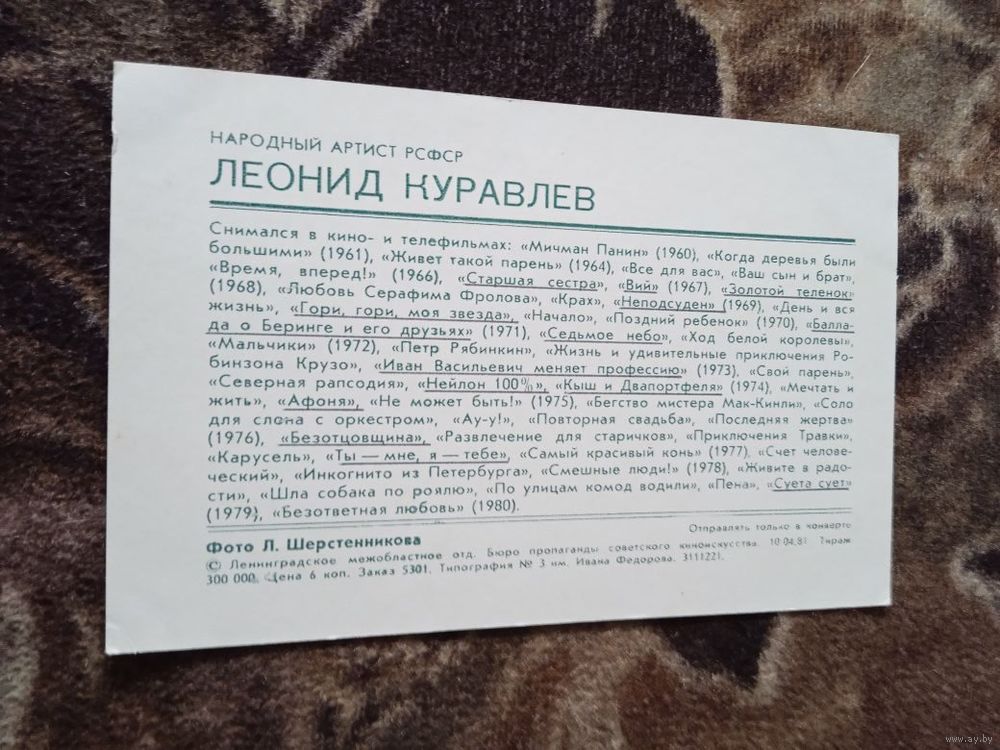 НАРОДНЫЙ АРТИСТ РСФСР
ЛЕОНИД КУРАВЛЕВ
Снимался в кино- и телефильмах: «Мичман Панин» (1960), «Когда деревья были
большими» (1961), «Живет такой парень» (1964), «Все для вас», «Ваш сын и брат»,
«Время, вперед!» (1966), «Старшая сестра», «Вий» (1967), «Золотой теленок»
(1968), «Любовь Серафима Фролова», «Крах», «Неподсуден» (1969), «День и вся
жизнь», «Гори, гори, моя звезда», «Начало», «Поздний ребенок» (1970), «Балла-
да о Беринге и его друзьях» (1971), «Седьмое небо», «Ход белой королевы»,
«Мальчики» (1972), «Петр Рябинкин», «Жизнь и удивительные приключения Ро-
бинзона Крузо», «Иван Васильевич меняет профессию» (1973), «Свой парень»,
«Северная рапсодия», «Нейлон 100%», «Кыш и Двапортфеля» (1974), «Мечтать и
жить», «Афоня», «Не может быть!» (1975), «Бегство мистера Мак-Кинли», «Соло
для слона с оркестром», «Ау-у!», «Повторная свадьба», «Последняя жертва»
(1976), «Безотцовщина», «Развлечение для старичков», «Приключения Травки»,
«Карусель», «Ты — мне, я — тебе», «Самый красивый конь» (1977), «Счет челове-
ческий», «Инкогнито из Петербурга», «Смешные люди!» (1978), «Живите в радо-
сти», «Шла собака по роялю», «По улицам комод водили», «Пена», «Суета сует»
(1979), «Безответная любовь» (1980).
Отправлять только в конверте
Фото Л. Шерстенникова
© Ленинградское межобластное отд. Бюро пропаганды советского киноискусства. 10.04.81 Тираж
300 000. Цена 6 коп. Заказ 5301. Типография № 3 им. Ивана Федорова. 3111221.
www.ay.by